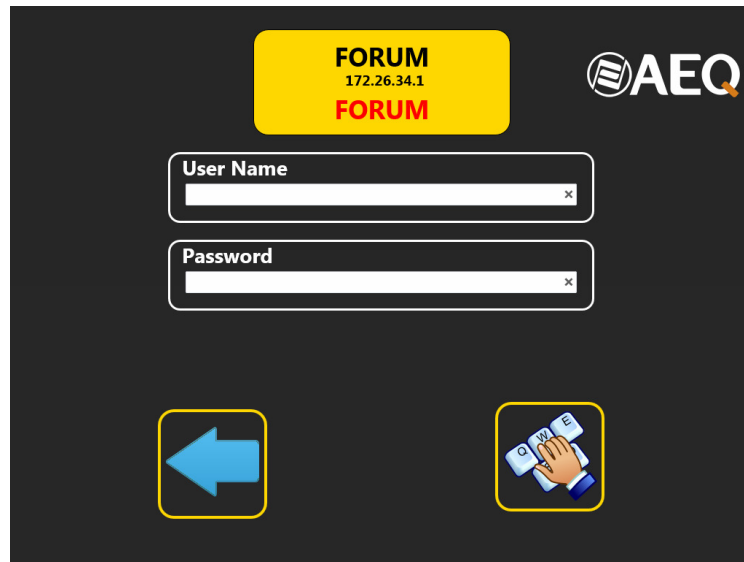 FORUM
172.26.34.1
FORUM
AEQ
User Name
×
Password
×
Q W E